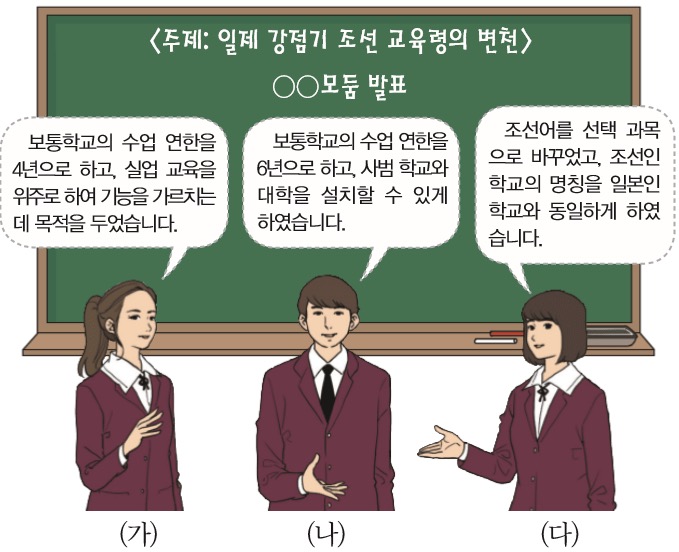 <주제: 일제 강점기 조선 교육령의 변천>
○○모둠 발표
보통학교의 수업 연한을
4년으로 하고, 실업 교육을
위주로 하여 기능을 가르치는
데 목적을 두었습니다.
보통학교의 수업 연한을
6년으로 하고, 사범 학교와
대학을 설치할 수 있게
하였습니다.
조선어를 선택 과목
으로 바꾸었고, 조선인
학교의 명칭을 일본인
학교와 동일하게 하였
습니다.
(가)
(나)
(다)